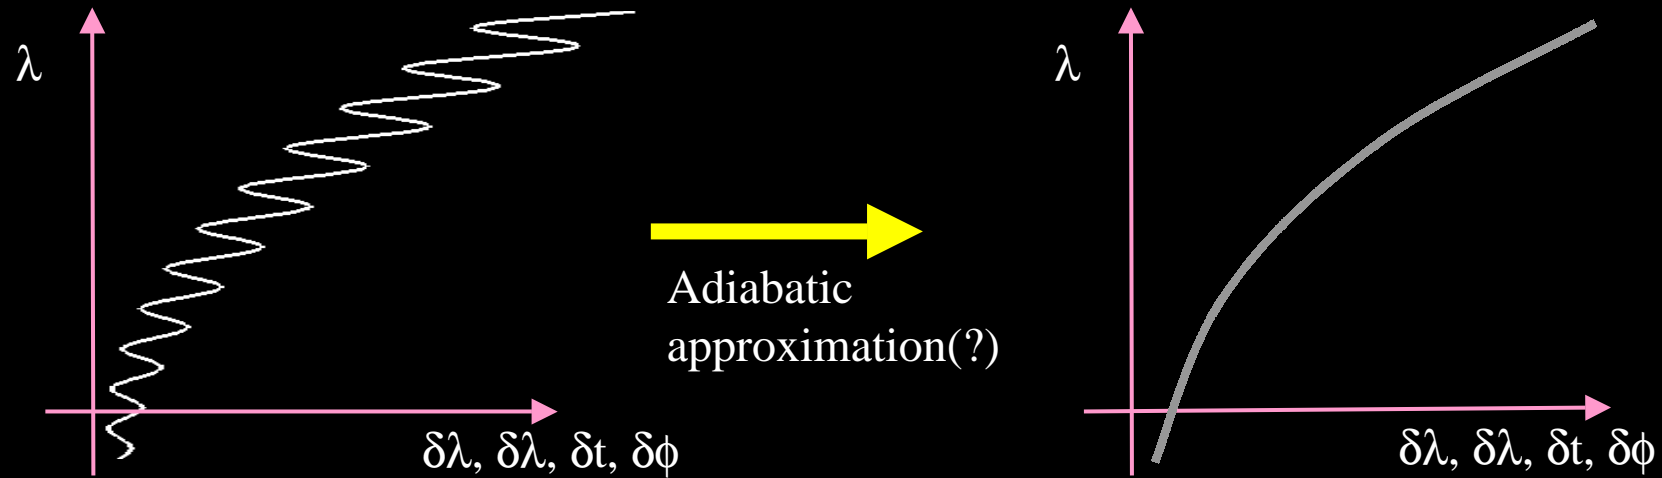 λ
δλ, δλ, δt, δϕ
Adiabatic
approximation(?)
λ
δλ, δλ, δt, δϕ